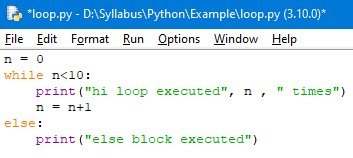 *loop.py - D:\Syllabus\Python\Example\loop.py (3.10.0)*
File Edit Format Run Options Window Help
n = 0
while n<10:
    print("hi loop executed", n , " times")
    n = n+1
else:
    print("else block executed")